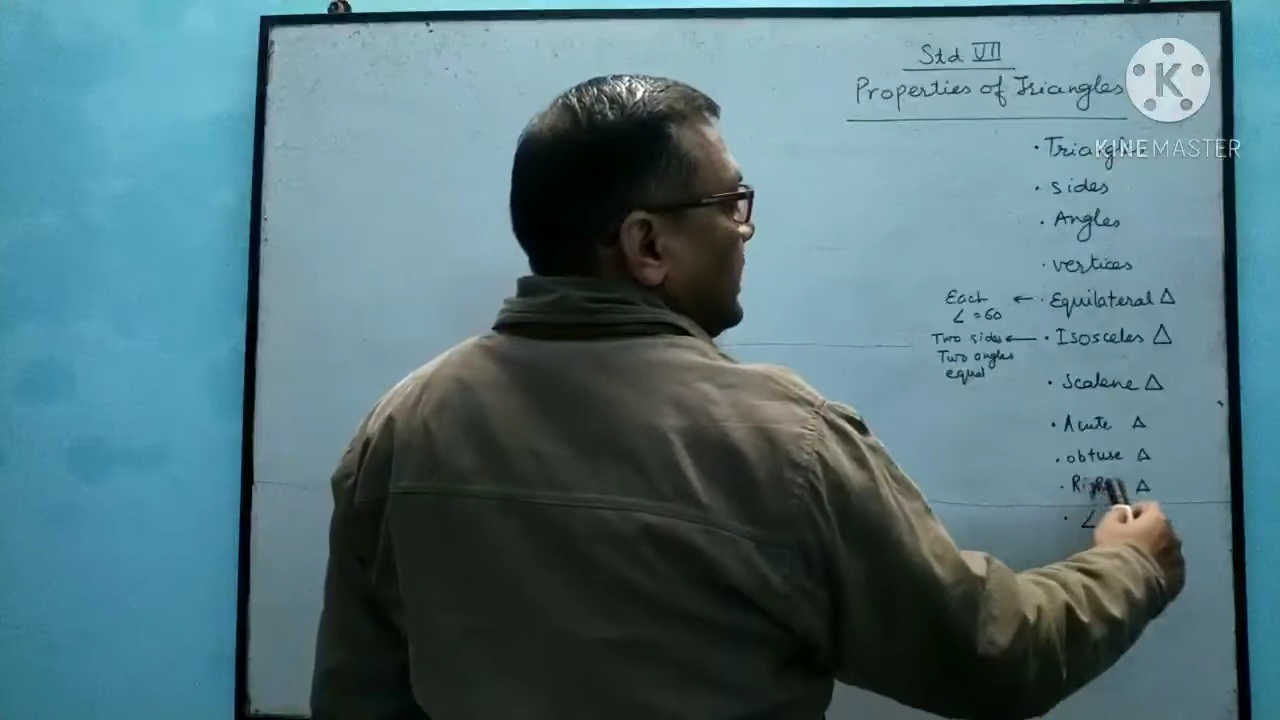 Std VII
Properties of Triangles
K
KINEMASTER
· Triangle
· sides
· Angles
· vertices
Each ← · Equilateral △
∠ = 60
Two sides ← · Isosceles △
Two angles
equal
· Scalene △
· Acute △
· obtuse △
· △
· ∠